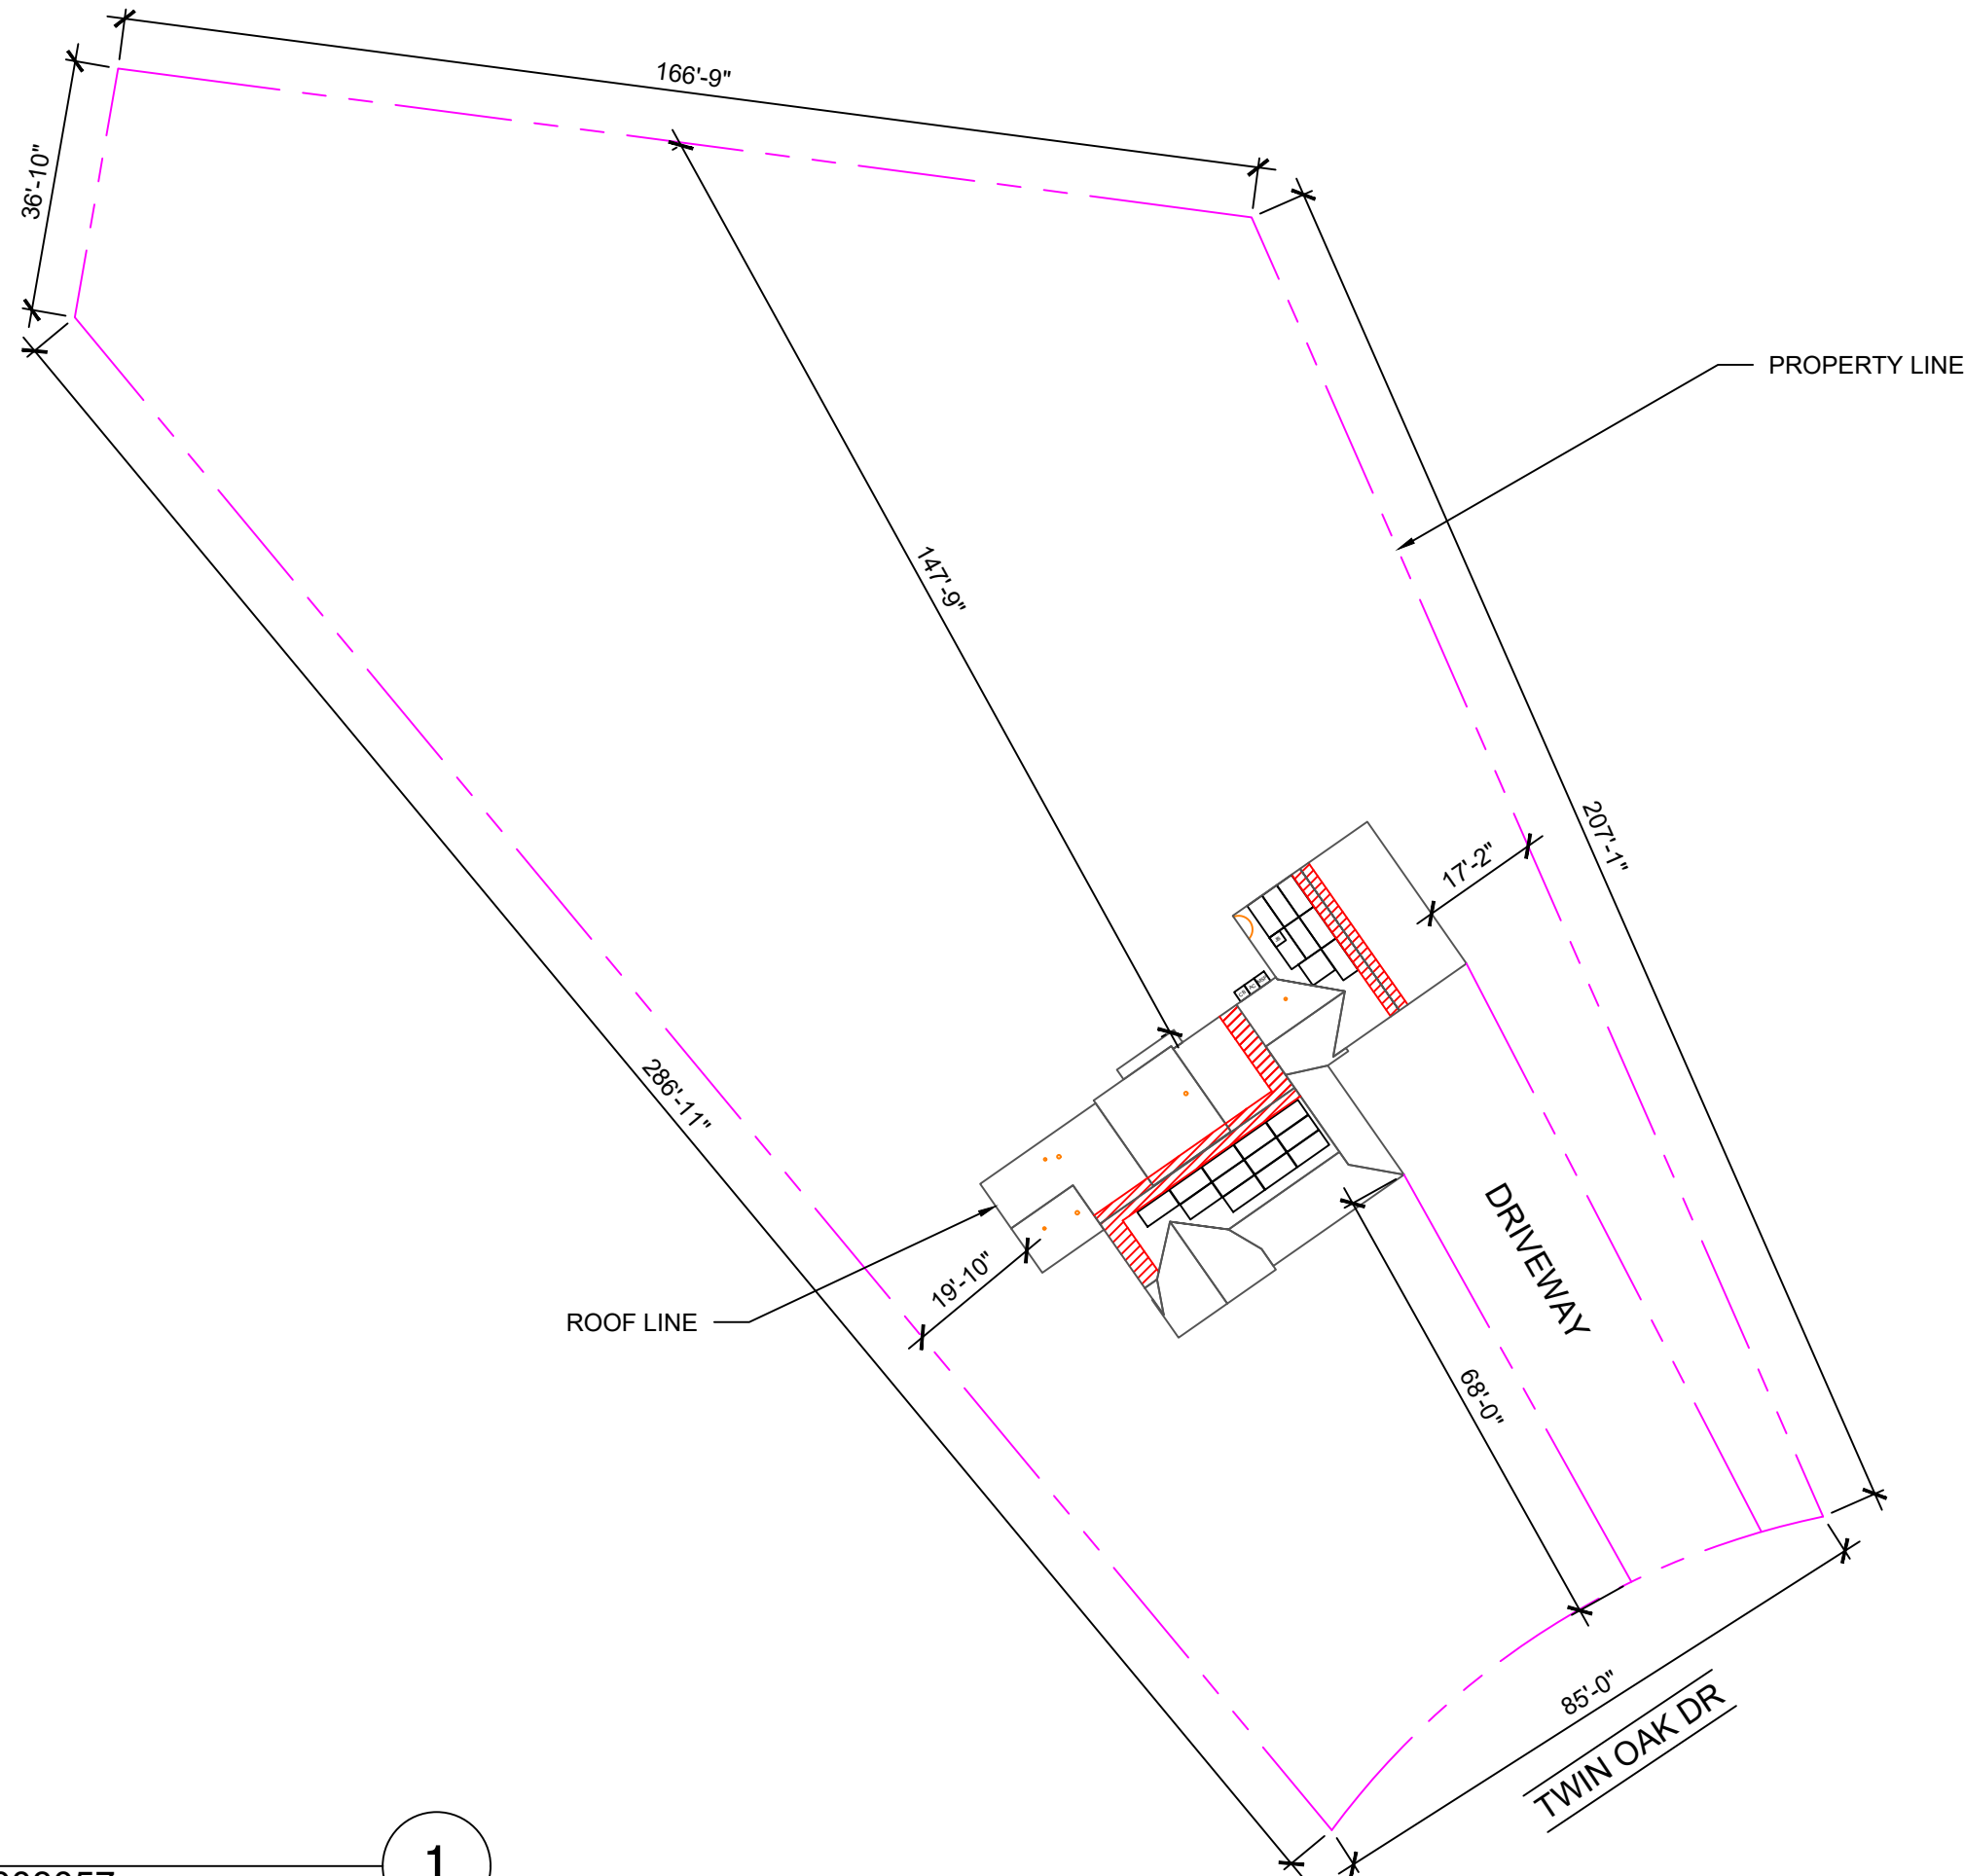 166'-9"
36'-10"
PROPERTY LINE
147'-9"
207'-1"
17'-2"
286'-11"
DRIVEWAY
19'-10"
ROOF LINE
68'-0"
85'-0"
TWIN OAK DR
1